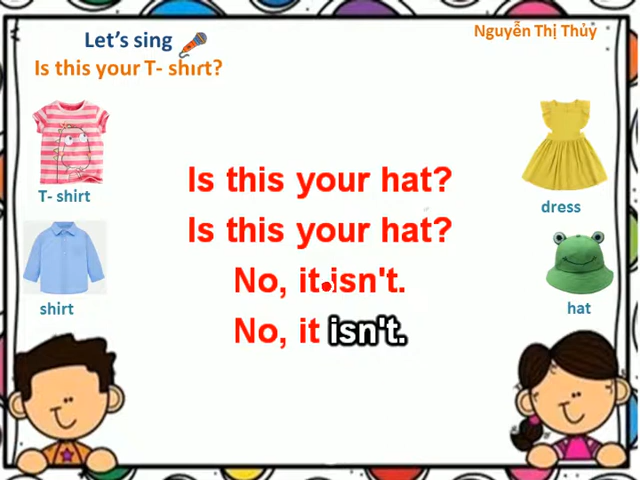 Let's sing
Nguyễn Thị Thủy
Is this your T- shirt?
T- shirt
dress
shirt
hat
Is this your hat?
Is this your hat?
No, it isn't.
No, it isn't.